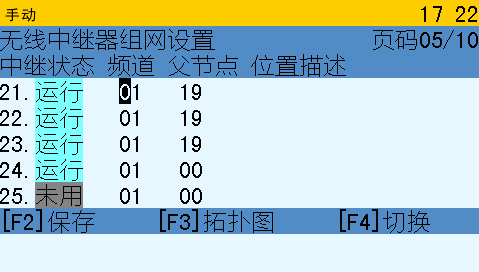 手动 17 22
无线中继器组网设置 页码05/10
中继状态 频道 父节点 位置描述
21. 运行 01 19
22. 运行 01 19
23. 运行 01 19
24. 运行 01 00
25. 未用 01 00
[F2]保存 [F3]拓扑图 [F4]切换